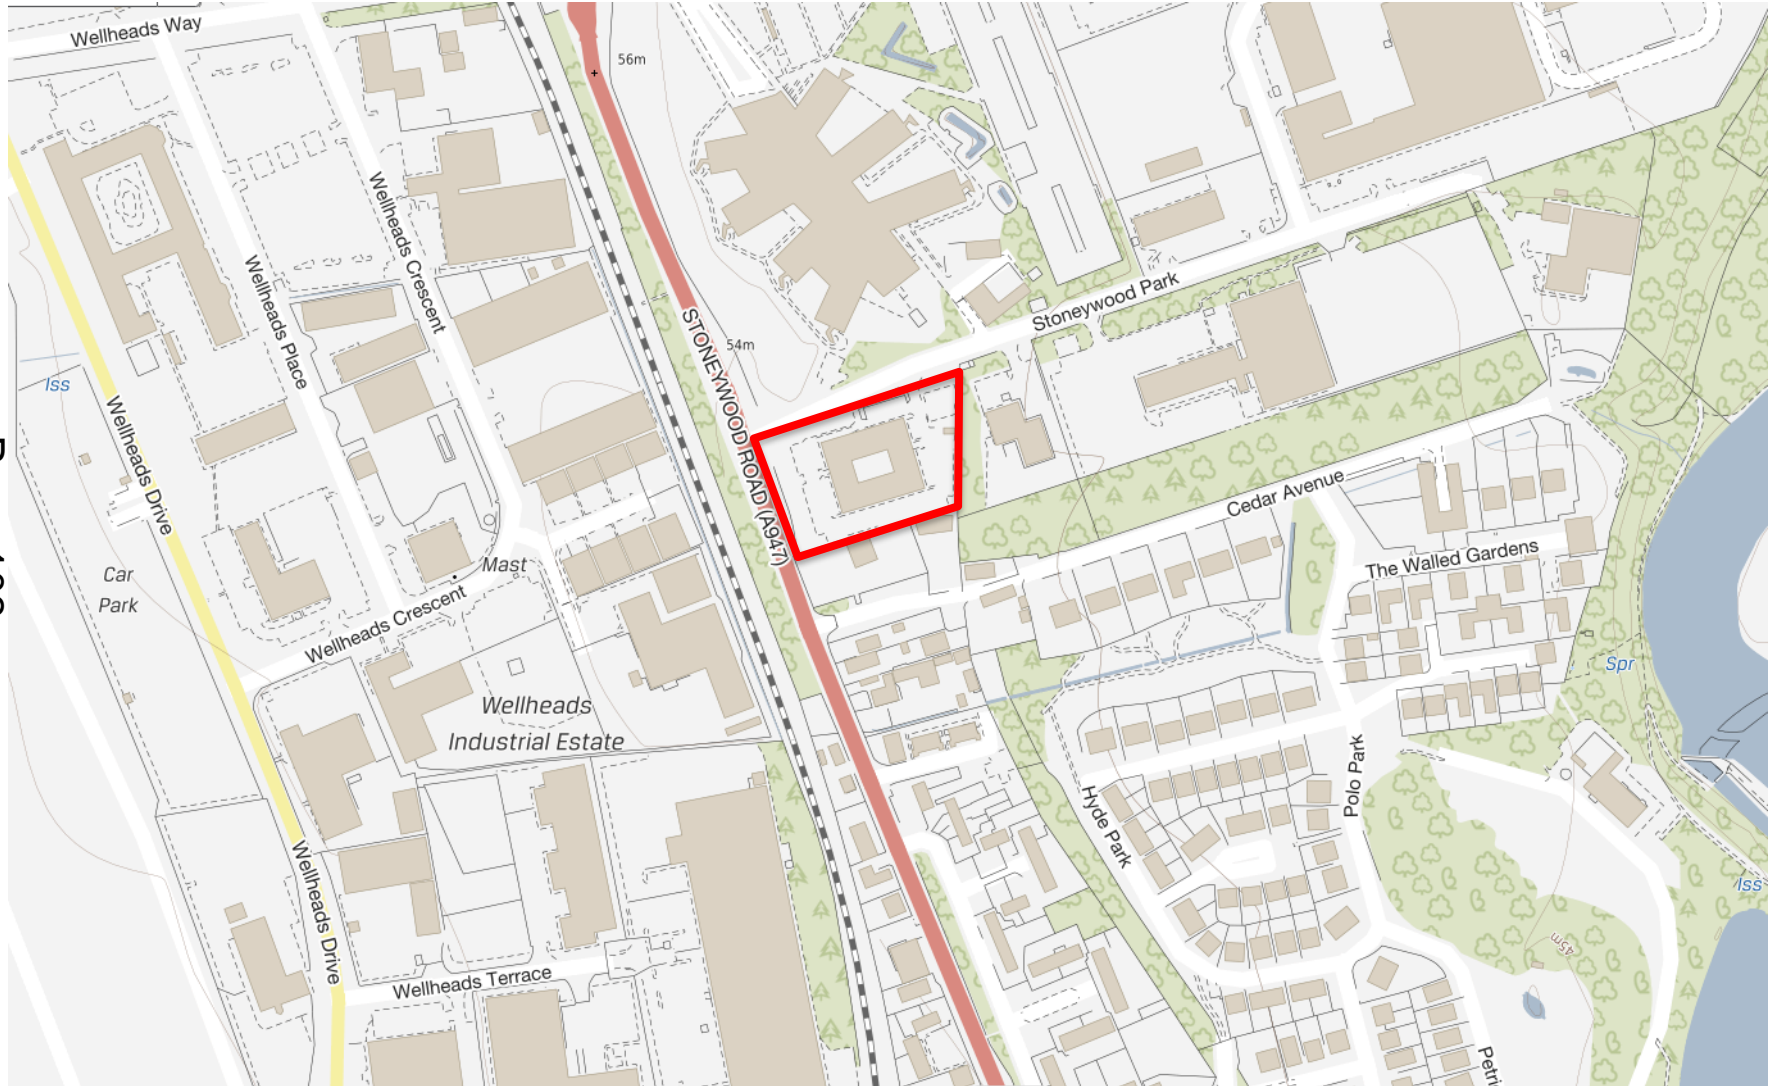 Wellheads Way
56m
Wellheads Crescent
Wellheads Place
STONEYWOOD ROAD (A947)
54m
Stoneywood Park
Iss
Wellheads Drive
Cedar Avenue
Mast
The Walled Gardens
Car
Park
Wellheads Crescent
Spr
Wellheads
Industrial Estate
Polo Park
Hyde Park
Wellheads Drive
Iss
45m
Wellheads Terrace
Petri